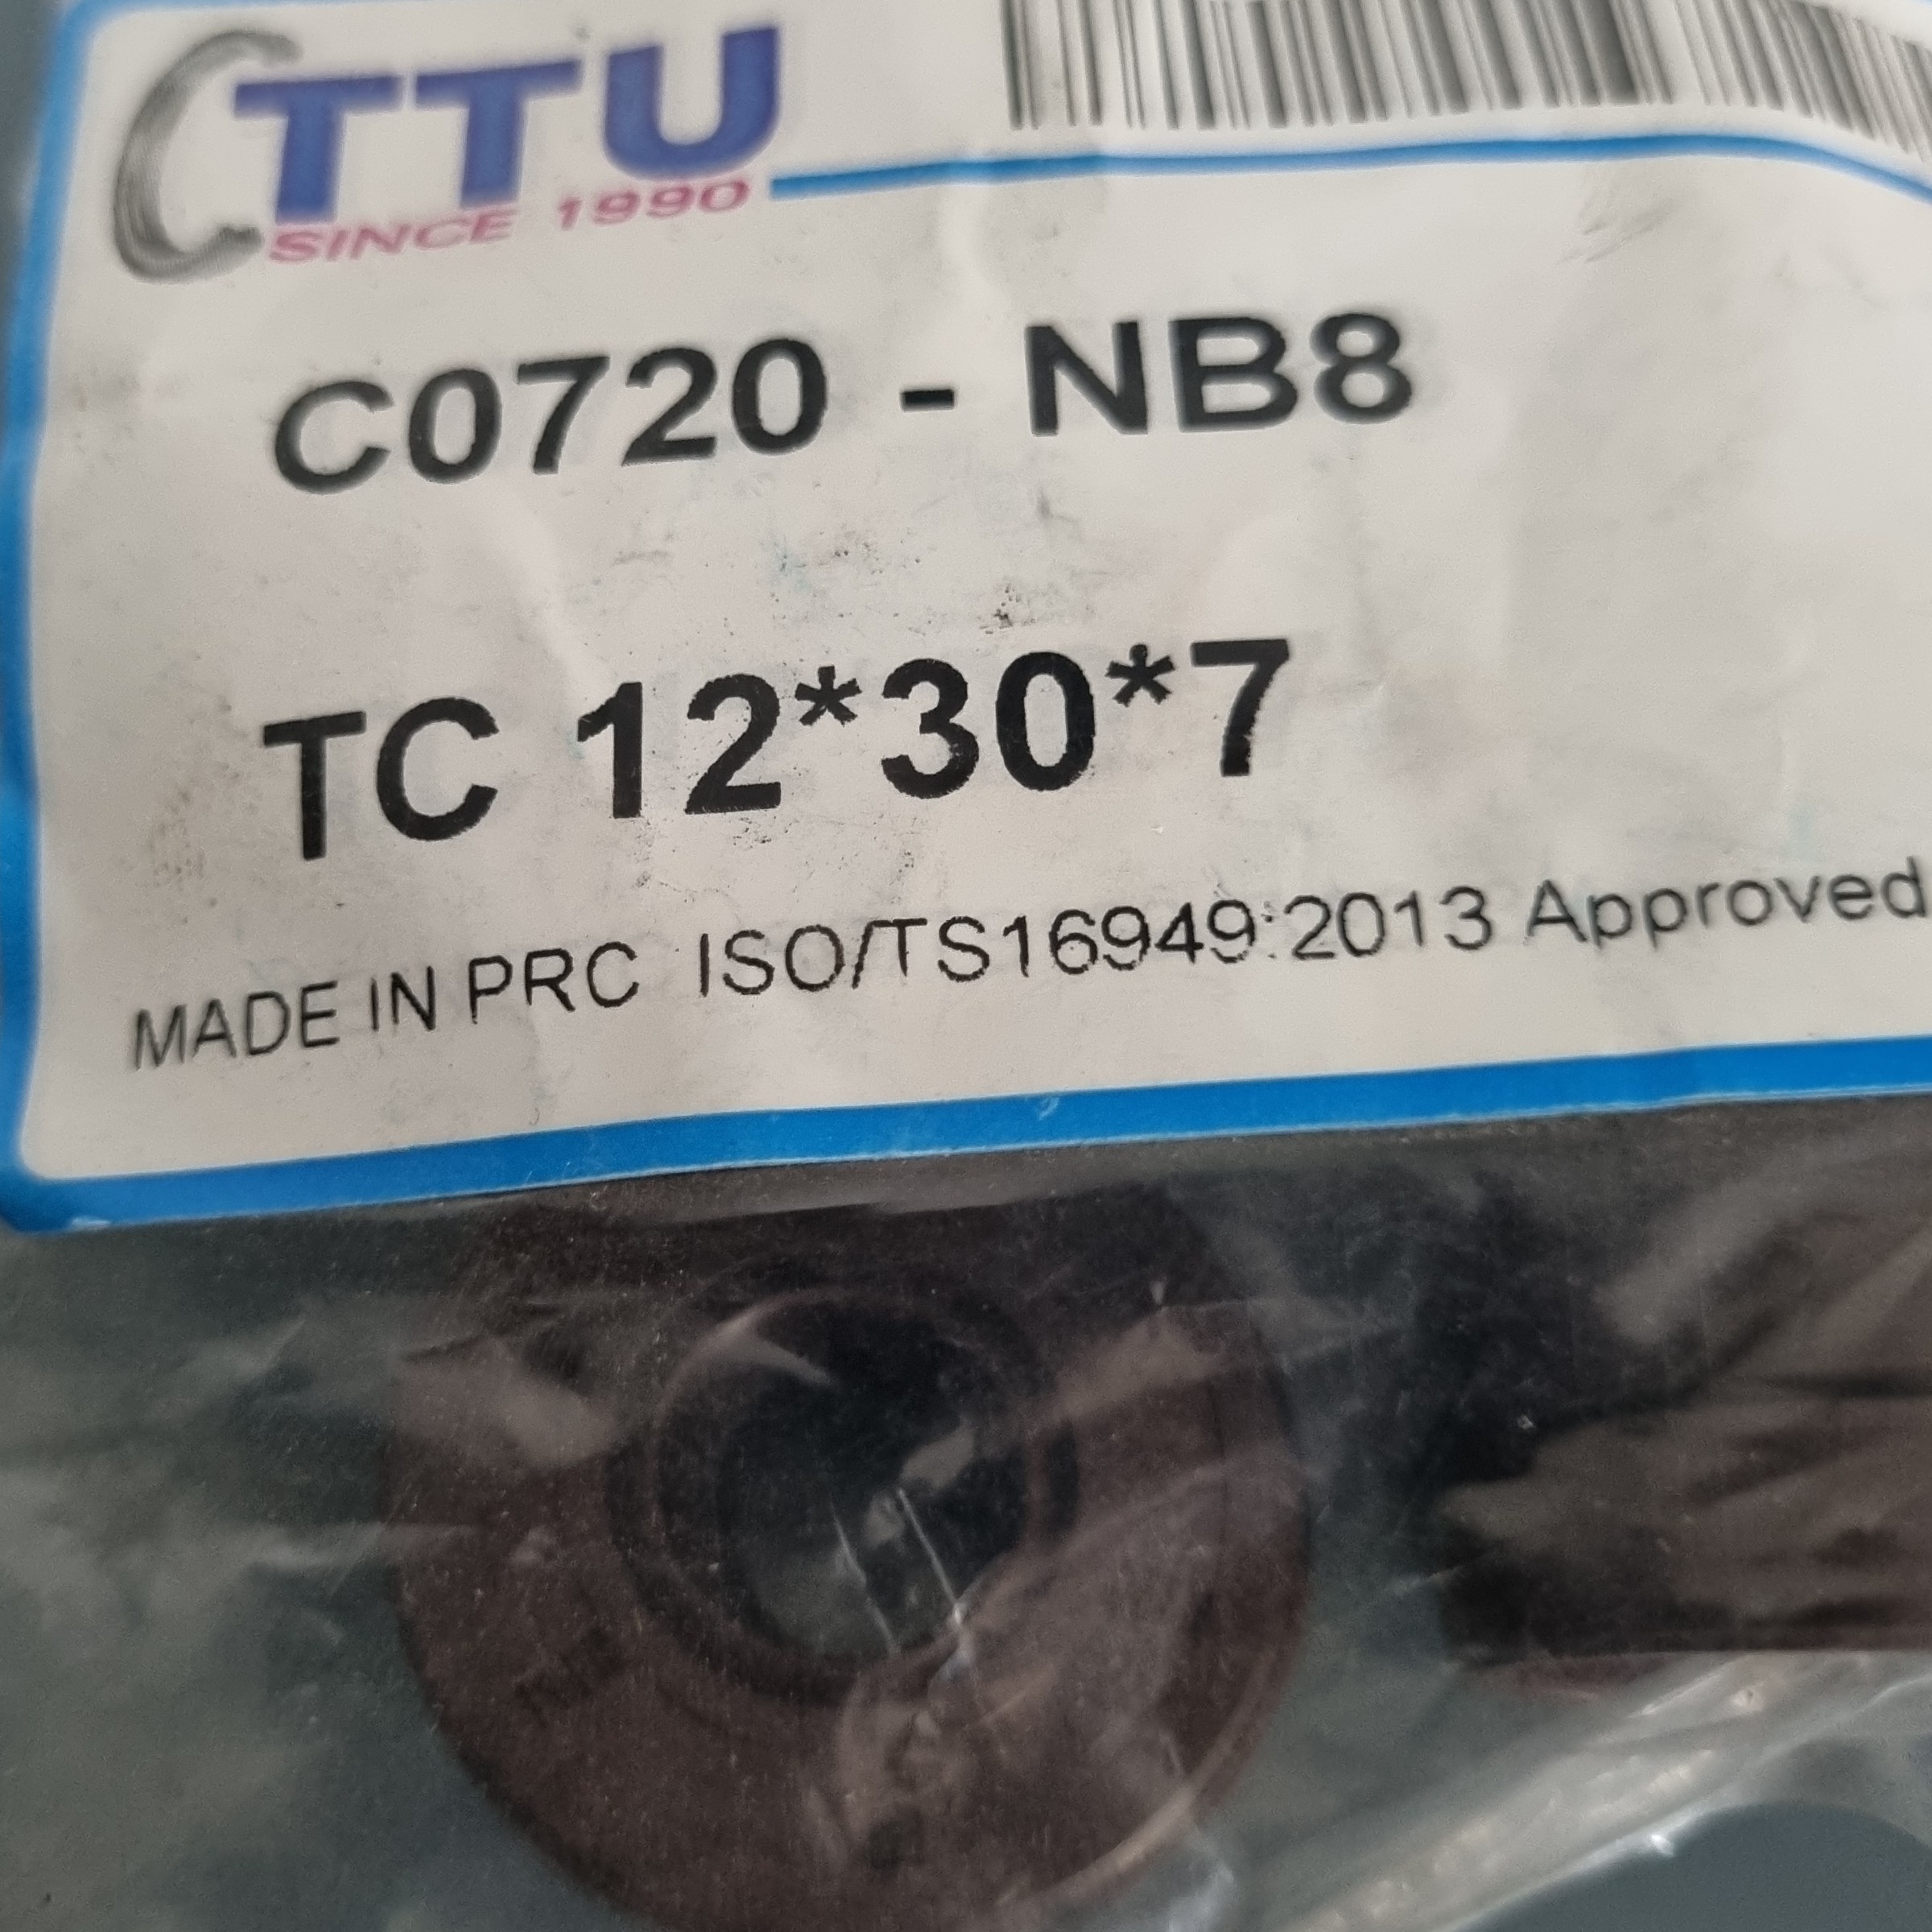 TTU
SINCE 1990
C0720 - NB8
TC 12*30*7
MADE IN PRC ISO/TS16949:2013 Approved